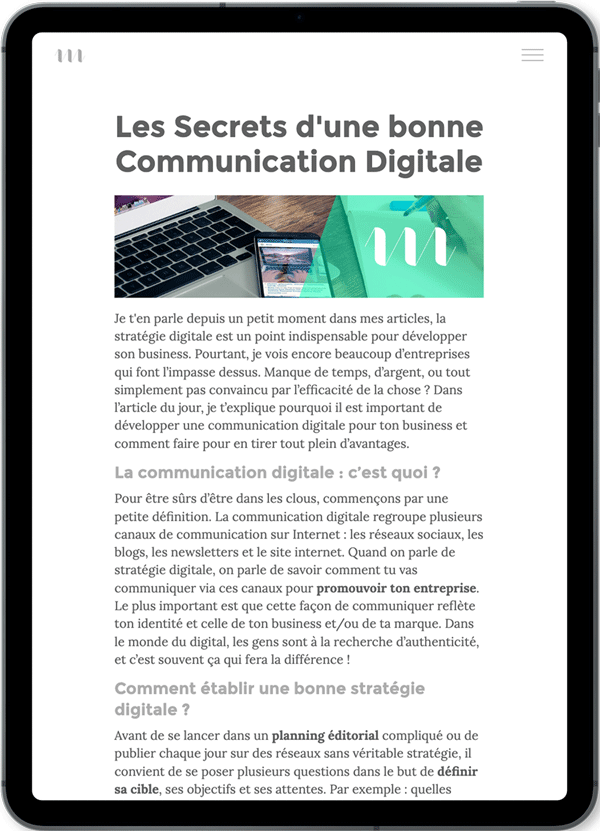 Les Secrets d'une bonne
Communication Digitale
Je t'en parle depuis un petit moment dans mes articles, la
stratégie digitale est un point indispensable pour développer
son business. Pourtant, je vois encore beaucoup d’entreprises
qui font l’impasse dessus. Manque de temps, d’argent, ou tout
simplement pas convaincu par l’efficacité de la chose ? Dans
l’article du jour, je t’explique pourquoi il est important de
développer une communication digitale pour ton business et
comment faire pour en tirer tout plein d’avantages.
La communication digitale : c’est quoi ?
Pour être sûrs d’être dans les clous, commençons par une
petite définition. La communication digitale regroupe plusieurs
canaux de communication sur Internet : les réseaux sociaux, les
blogs, les newsletters et le site internet. Quand on parle de
stratégie digitale, on parle de savoir comment tu vas
communiquer via ces canaux pour promouvoir ton entreprise.
Le plus important est que cette façon de communiquer reflète
ton identité et celle de ton business et/ou de ta marque. Dans
le monde du digital, les gens sont à la recherche d’authenticité,
et c’est souvent ça qui fera la différence !
Comment établir une bonne stratégie
digitale ?
Avant de se lancer dans un planning éditorial compliqué ou de
publier chaque jour sur des réseaux sans véritable stratégie, il
convient de se poser plusieurs questions dans le but de définir
sa cible, ses objectifs et ses attentes. Par exemple : quelles